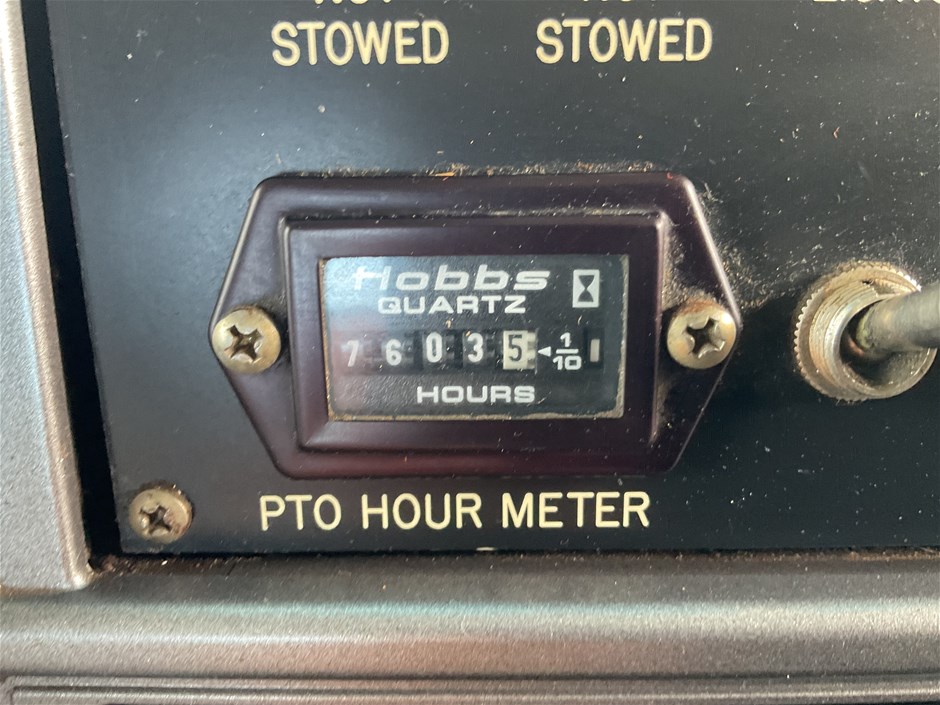 STOWED STOWED
Hobbs
QUARTZ
7 6 0 3 5 ◄ 1/10
HOURS
PTO HOUR METER